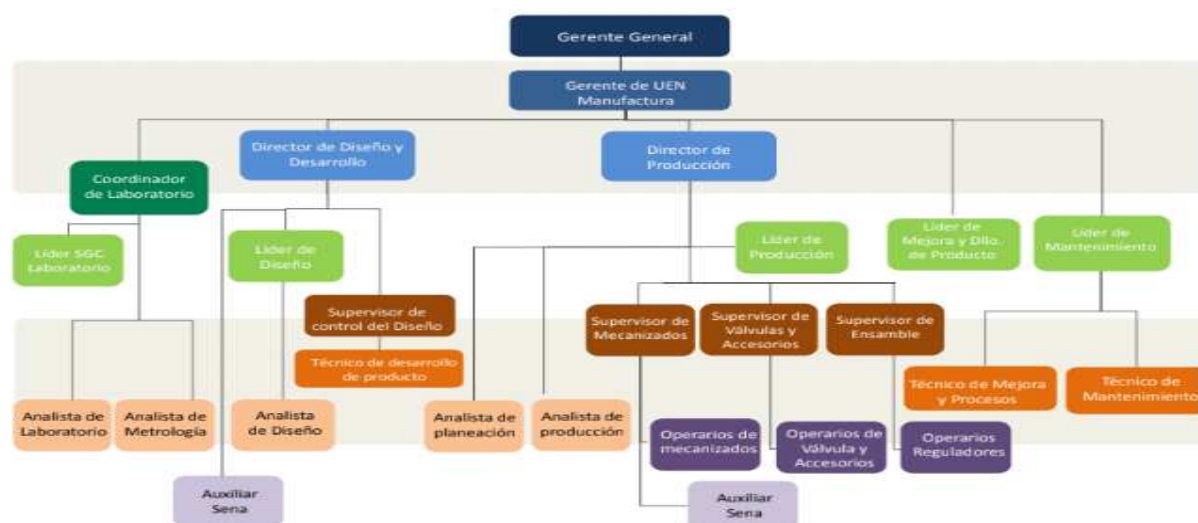 Gerente General
Gerente de UEN
Manufactura
Director de Diseño y
Desarrollo
Director de
Producción
Coordinador
de Laboratorio
Líder SGC
Laboratorio
Líder de
Diseño
Líder de
Producción
Líder de
Mejora y Dllo.
de Producto
Líder de
Mantenimiento
Supervisor de
control del Diseño
Supervisor de
Mecanizados
Supervisor de
Válvulas y
Accesorios
Supervisor de
Ensamble
Técnico de desarrollo
de producto
Técnico de Mejora
y Procesos
Técnico de
Mantenimiento
Analista de
Laboratorio
Analista de
Metrología
Analista
de Diseño
Analista de
planeación
Analista de
producción
Operarios de
mecanizados
Operarios de
Válvula y
Accesorios
Operarios
Reguladores
Auxiliar
Sena
Auxiliar
Sena